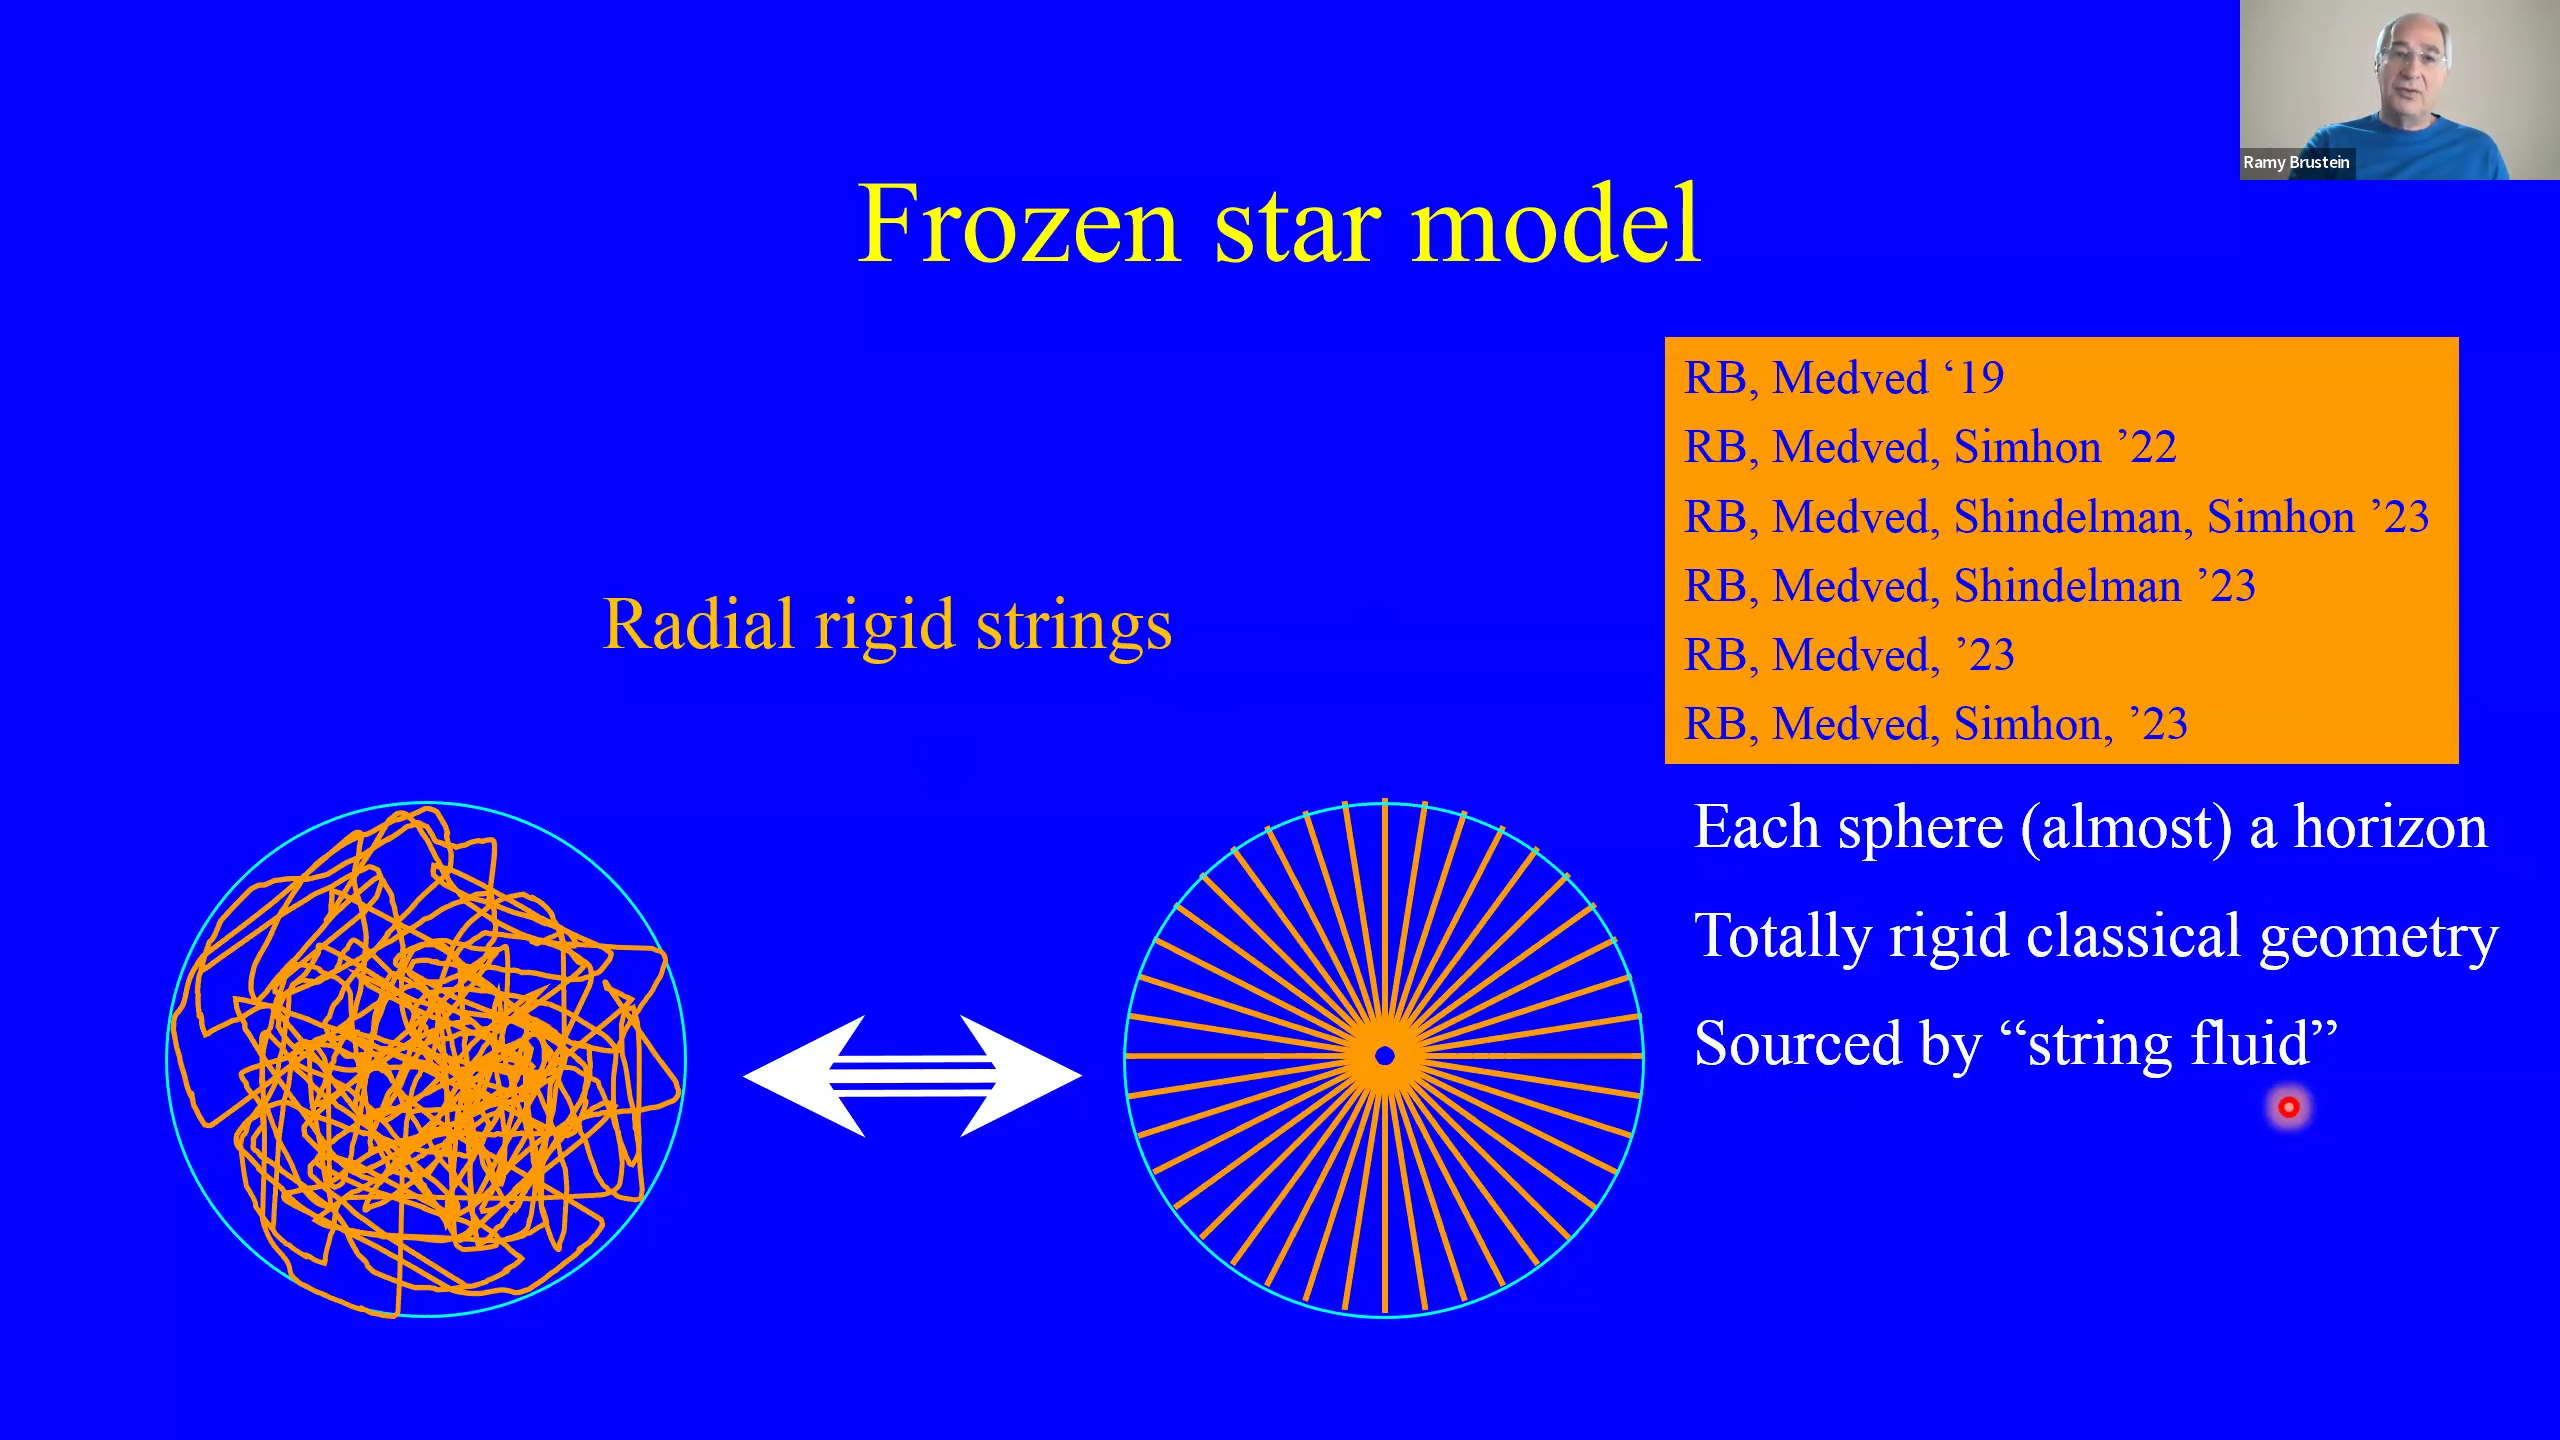 Ramy Brustein
Frozen star model
RB, Medved ‘19
RB, Medved, Simhon ’22
RB, Medved, Shindelman, Simhon ’23
RB, Medved, Shindelman ’23
RB, Medved, ’23
RB, Medved, Simhon, ’23
Radial rigid strings
Each sphere (almost) a horizon
Totally rigid classical geometry
Sourced by “string fluid”